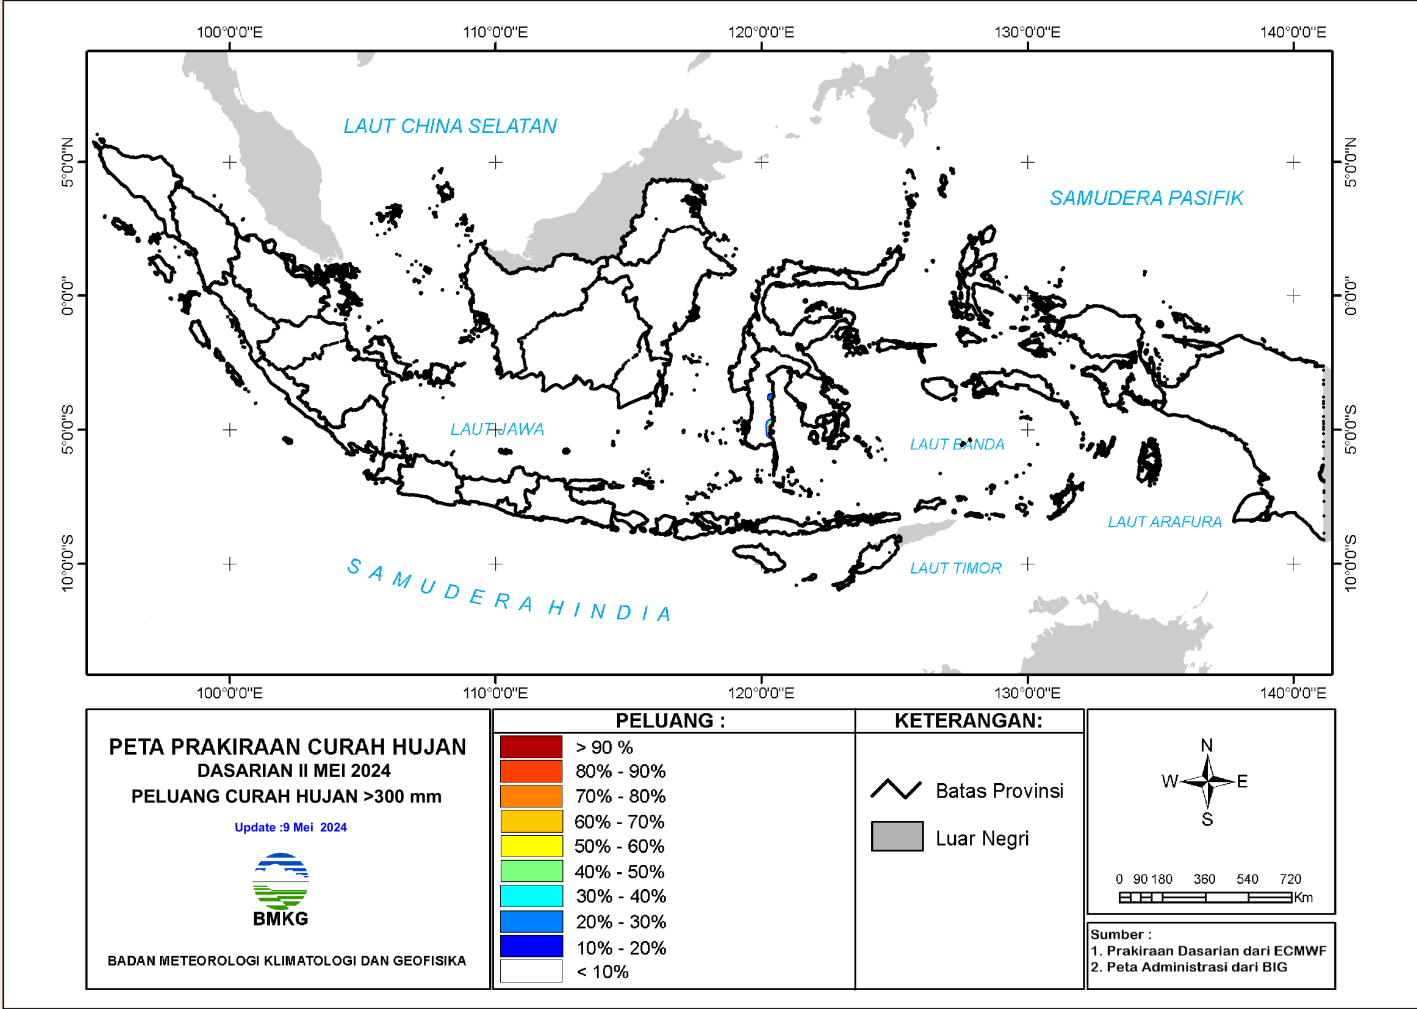 100°0'0"E 110°0'0"E 120°0'0"E 130°0'0"E 140°0'0"E
LAUT CHINA SELATAN
5°0'0"N 5°0'0"N
SAMUDERA PASIFIK
0°0'0" 0°0'0"
LAUT JAWA
5°0'0"S 5°0'0"S
LAUT BANDA
LAUT ARAFURA
10°0'0"S LAUT TIMOR 10°0'0"S
SAMUDERA HINDIA
100°0'0"E 110°0'0"E 120°0'0"E 130°0'0"E 140°0'0"E
PETA PRAKIRAAN CURAH HUJAN
DASARIAN II MEI 2024
PELUANG CURAH HUJAN >300 mm
Update :9 Mei 2024
BMKG
BADAN METEOROLOGI KLIMATOLOGI DAN GEOFISIKA
PELUANG :
> 90 %
80% - 90%
70% - 80%
60% - 70%
50% - 60%
40% - 50%
30% - 40%
20% - 30%
10% - 20%
< 10%
KETERANGAN:
Batas Provinsi
Luar Negri
N
W E
S
0 90 180 360 540 720
Km
Sumber :
1. Prakiraan Dasarian dari ECMWF
2. Peta Administrasi dari BIG